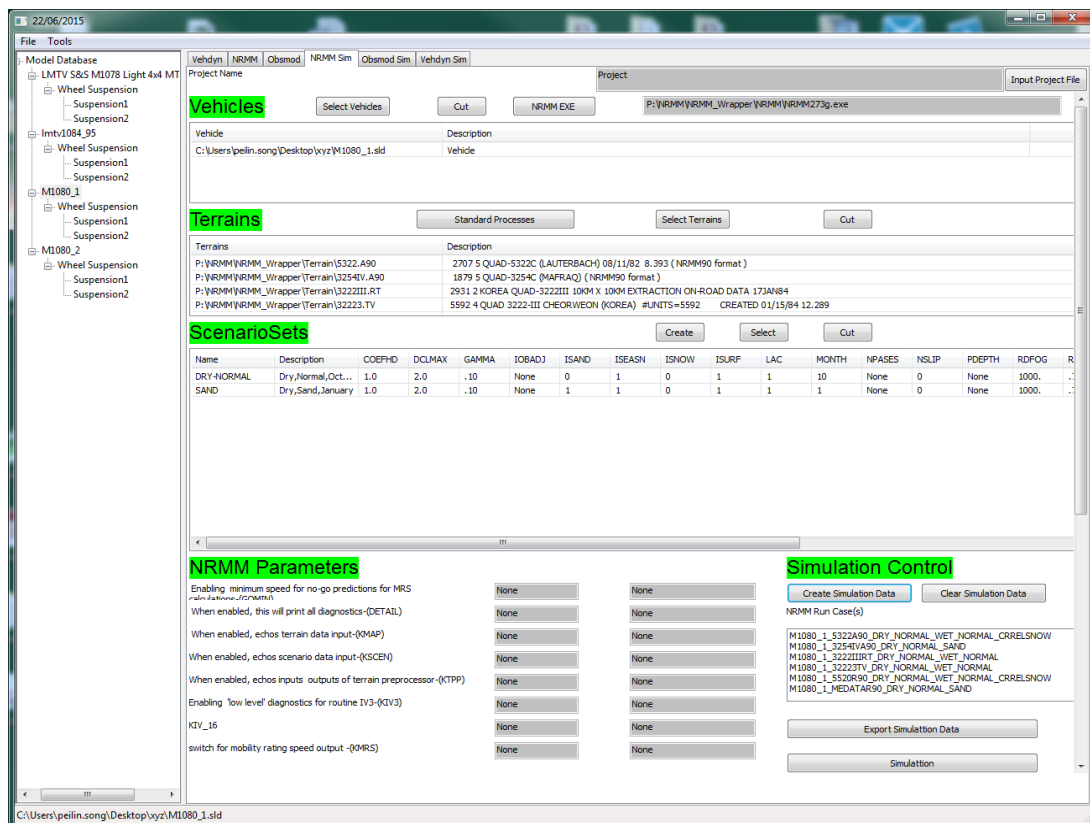 22/06/2015
File Tools
Model Database
LMTV S&S M1078 Light 4x4 MT
Wheel Suspension
Suspension1
Suspension2
lmtv1084_95
Wheel Suspension
Suspension1
Suspension2
M1080_1
Wheel Suspension
Suspension1
Suspension2
M1080_2
Wheel Suspension
Suspension1
Suspension2
Vehdyn NRMM Obsmod NRMM Sim Obsmod Sim Vehdyn Sim
Project Name Project Input Project File
Vehicles Select Vehicles Cut NRMM EXE P:\NRMM\NRMM_Wrapper\NRMM\NRMM273g.exe
Vehicle Description
C:\Users\peilin.song\Desktop\xyz\M1080_1.sld Vehicle
Terrains Standard Processes Select Terrains Cut
Terrains Description
P:\NRMM\NRMM_Wrapper\Terrain\5322.A90 2707 5 QUAD-5322C (LAUTERBACH) 08/11/82 8.393 ( NRMM90 format )
P:\NRMM\NRMM_Wrapper\Terrain\3254IV.A90 1879 5 QUAD-3254C (MAFRAQ) ( NRMM90 format )
P:\NRMM\NRMM_Wrapper\Terrain\3222III.RT 2931 2 KOREA QUAD-3222III 10KM X 10KM EXTRACTION ON-ROAD DATA 17JAN84
P:\NRMM\NRMM_Wrapper\Terrain\32223.TV 5592 4 QUAD 3222-III CHEORWEON (KOREA) #UNITS=5592 CREATED 01/15/84 12.289
ScenarioSets Create Select Cut
Name Description COEFHD DCLMAX GAMMA IOBADJ ISAND ISEASN ISNOW ISURF LAC MONTH NPASES NSLIP PDEPTH RDFOG R
DRY-NORMAL Dry,Normal,Oct... 1.0 2.0 .10 None 0 1 0 1 1 10 None 0 None 1000.
SAND Dry,Sand,January 1.0 2.0 .10 None 1 1 0 1 1 1 None 0 None 1000.
NRMM Parameters
Enabling minimum speed for no-go predictions for MRS calculations-(GOMIN) None None
When enabled, this will print all diagnostics-(DETAIL) None None
When enabled, echos terrain data input-(KMAP) None None
When enabled, echos scenario data input-(KSCEN) None None
When enabled, echos inputs outputs of terrain preprocessor-(KTPP) None None
Enabling 'low level' diagnostics for routine IV3-(KIV3) None None
KIV_16 None None
switch for mobility rating speed output -(KMRS) None None
Simulation Control
Create Simulation Data Clear Simulation Data
NRMM Run Case(s)
M1080_1_5322A90_DRY_NORMAL_WET_NORMAL_CRRELSNOW
M1080_1_3254IVA90_DRY_NORMAL_SAND
M1080_1_3222IIIRT_DRY_NORMAL_WET_NORMAL
M1080_1_32223TV_DRY_NORMAL_WET_NORMAL
M1080_1_5520R90_DRY_NORMAL_WET_NORMAL_CRRELSNOW
M1080_1_MEDATAR90_DRY_NORMAL_SAND
Export Simulattion Data
Simulattion
C:\Users\peilin.song\Desktop\xyz\M1080_1.sld